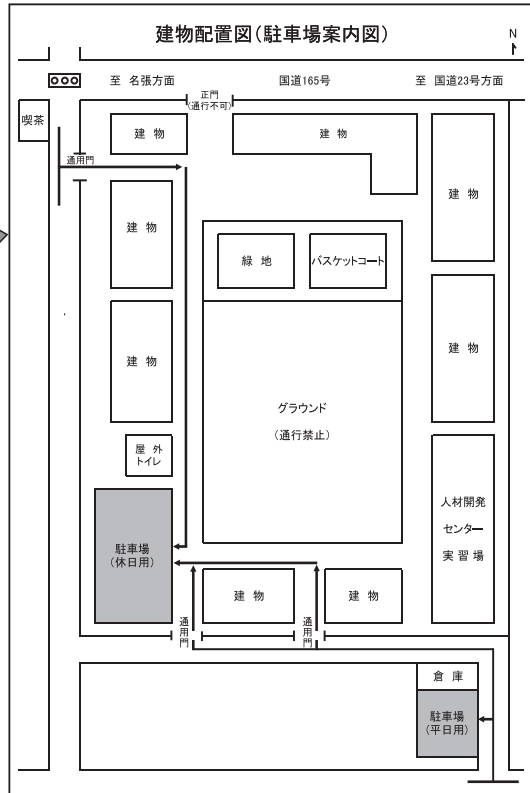 建物配置図(駐車場案内図)
N
至 名張方面
国道165号
至 国道23号方面
正門
(通行不可)
喫茶
通用門
建 物
建 物
建 物
建 物
緑 地
バスケットコート
建 物
建 物
グラウンド
(通行禁止)
屋 外
トイレ
人材開発
センター
実 習 場
駐車場
(休日用)
建 物
建 物
通用門
通用門
倉 庫
駐車場
(平日用)